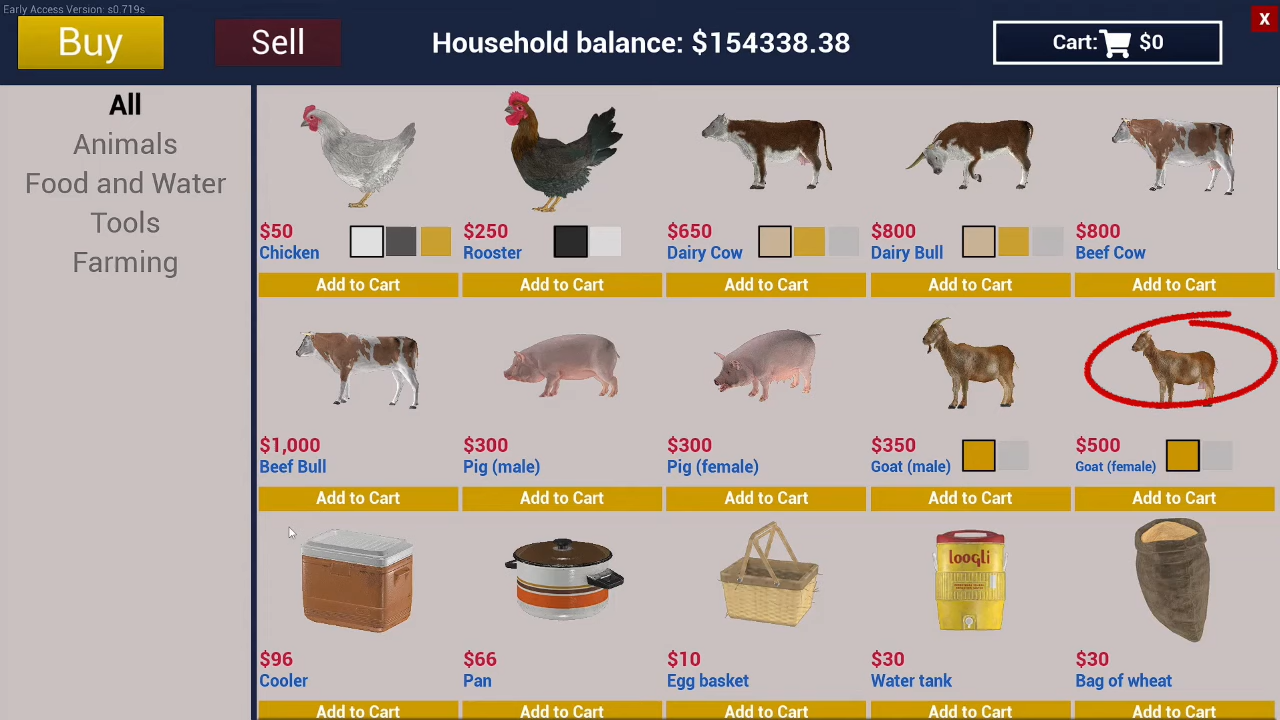 Early Access Version: s0.719s
Buy
Sell
Household balance: $154338.38
Cart: $0
X
All
Animals
Food and Water
Tools
Farming
$50
Chicken
Add to Cart
$250
Rooster
Add to Cart
$650
Dairy Cow
Add to Cart
$800
Dairy Bull
Add to Cart
$800
Beef Cow
Add to Cart
$1,000
Beef Bull
Add to Cart
$300
Pig (male)
Add to Cart
$300
Pig (female)
Add to Cart
$350
Goat (male)
Add to Cart
$500
Goat (female)
Add to Cart
$96
Cooler
Add to Cart
$66
Pan
Add to Cart
$10
Egg basket
Add to Cart
loogli
$30
Water tank
Add to Cart
$30
Bag of wheat
Add to Cart